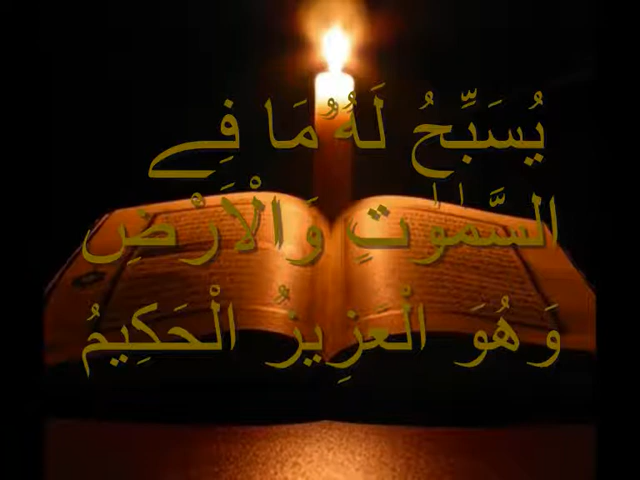 يُسَبِّحُ لَهُ مَا فِے
السَّمٰوٰتِ وَالْاَرْضِ
وَهُوَ الْعَزِيزُ الْحَكِيمُ